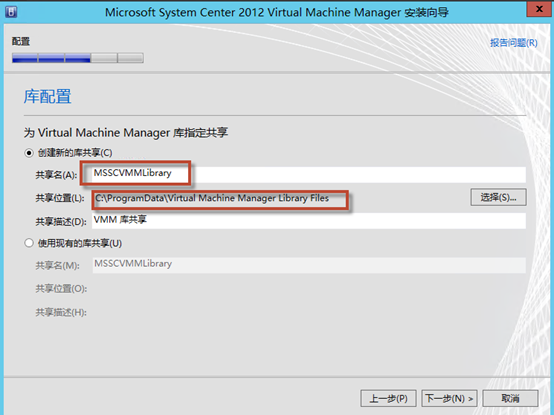 Microsoft System Center 2012 Virtual Machine Manager 安装向导
x
配置
报告问题(R)
库配置
为 Virtual Machine Manager 库指定共享
创建新的库共享(C)
共享名(A): MSSCVMMLibrary
共享位置(L): C:\ProgramData\Virtual Machine Manager Library Files 选择(S)...
共享描述(D): VMM 库共享
使用现有的库共享(U)
共享名(M): MSSCVMMLibrary
共享位置(O):
共享描述(H):
上一步(P) 下一步(N) > 取消